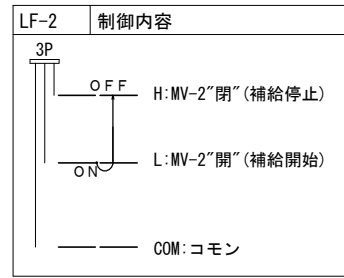 LF-2 制御内容
3P
OFF
H:MV-2"閉"(補給停止)
L:MV-2"開"(補給開始)
ON
COM:コモン